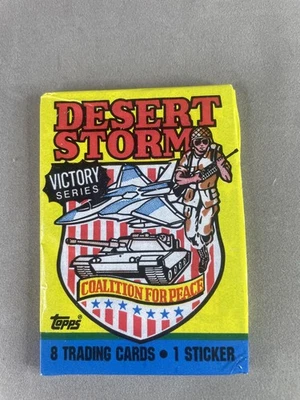 DESERT
STORM
VICTORY
SERIES
COALITION FOR PEACE
Topps
8 TRADING CARDS • 1 STICKER